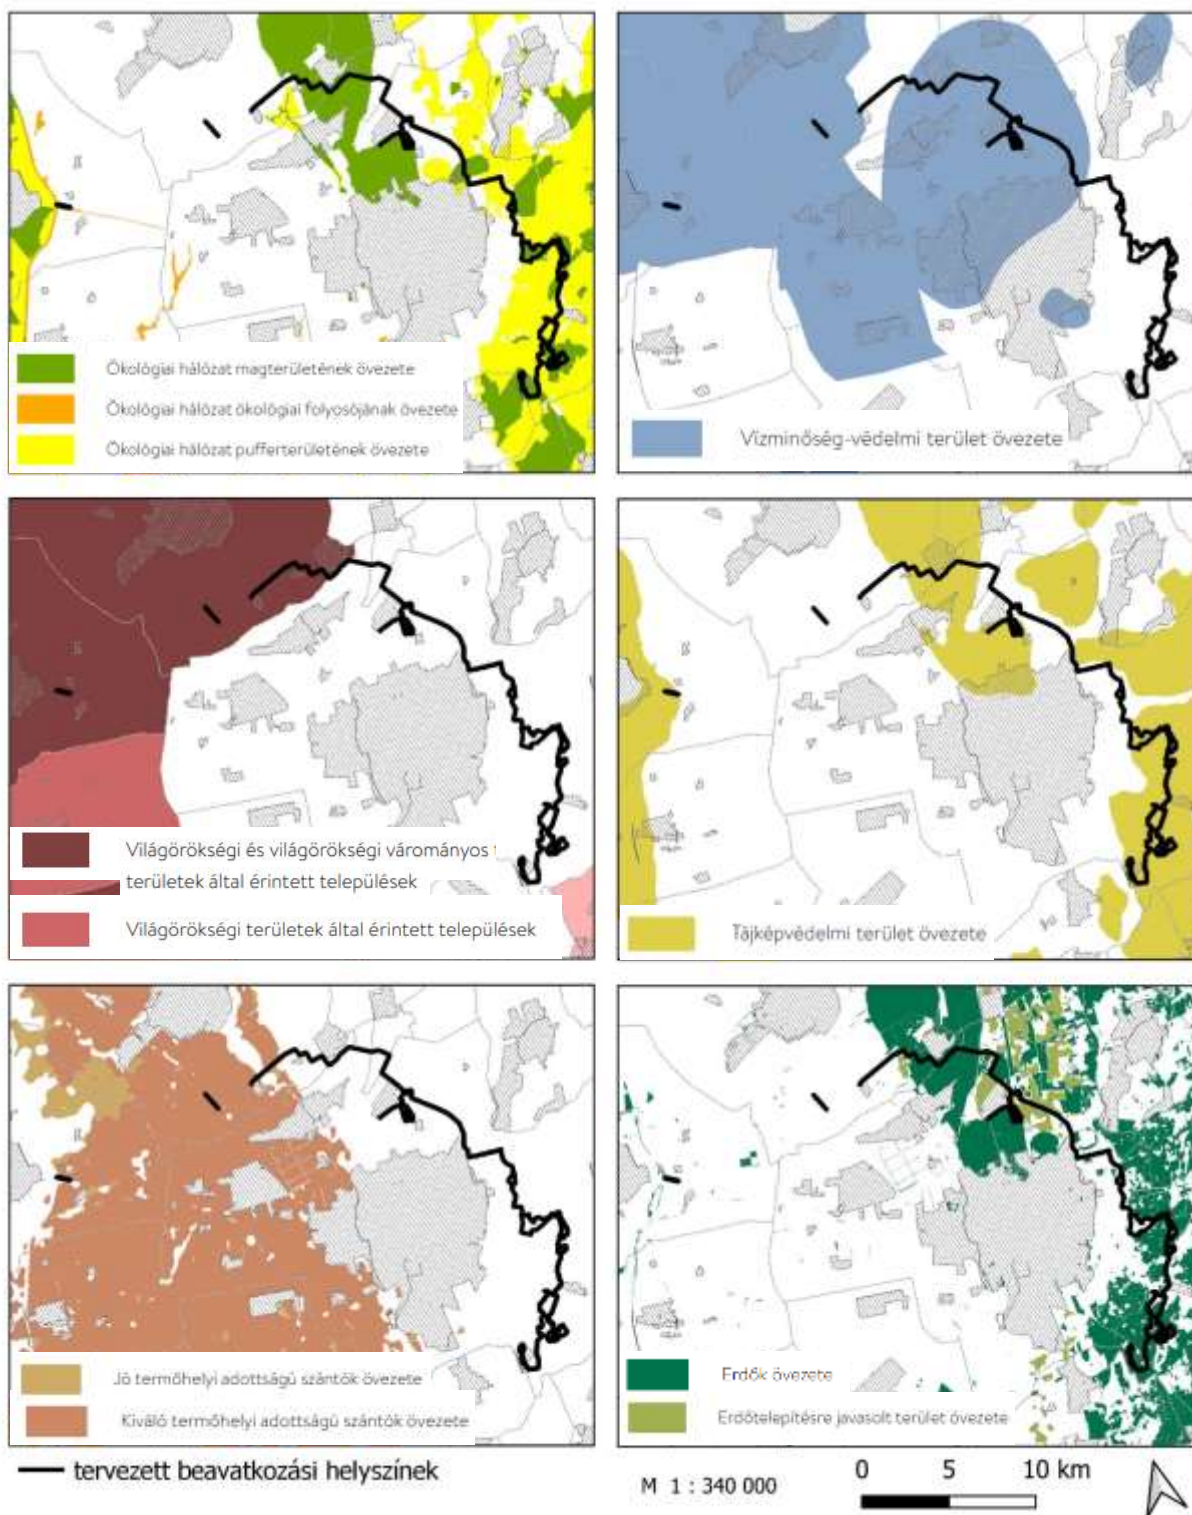 Ökológiai hálózat magterületének övezete
Ökológiai hálózat ökológiai folyosójának övezete
Ökológiai hálózat pufferterületének övezete
Vízminőség-védelmi terület övezete
Világörökségi és világörökségi várományos
területek által érintett települések
Világörökségi területek által érintett települések
Tájképvédelmi terület övezete
Jó termőhelyi adottságú szántók övezete
Kiváló termőhelyi adottságú szántók övezete
Erdők övezete
Erdőtelepítésre javasolt terület övezete
tervezett beavatkozási helyszínek
M 1 : 340 000
0 5 10 km